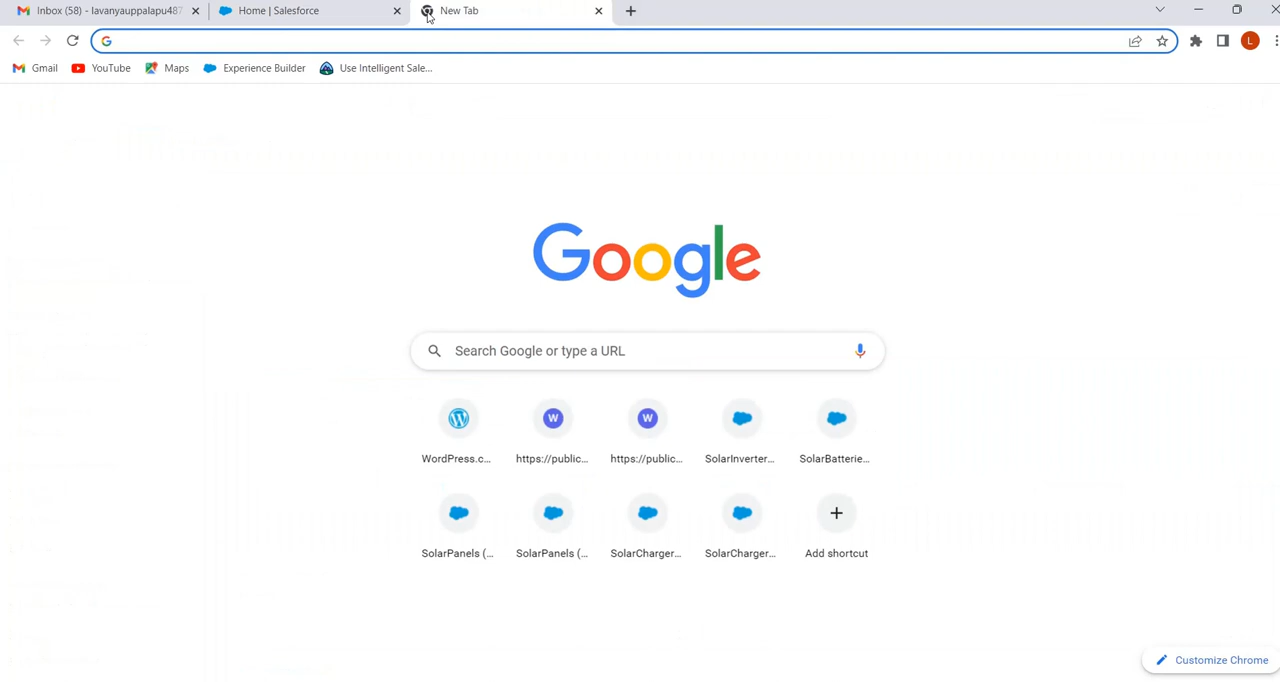 Inbox (58) - lavanyauppalapu487
Home | Salesforce
New Tab
L
Gmail
YouTube
Maps
Experience Builder
Use Intelligent Sale...
Google
Search Google or type a URL
W
W
WordPress.c...
https://public...
https://public...
SolarInverter...
SolarBatterie...
SolarPanels (...
SolarPanels (...
SolarCharger...
SolarCharger...
Add shortcut
Customize Chrome